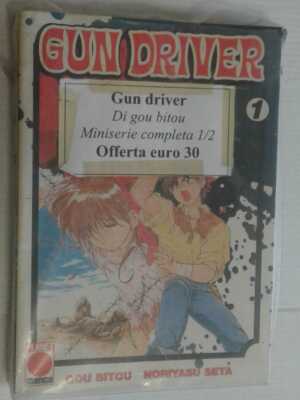 GUN DRIVER
1
Gun driver
Di gou bitou
Miniserie completa 1/2
Offerta euro 30
GOU BITOU NORIYASU SETA